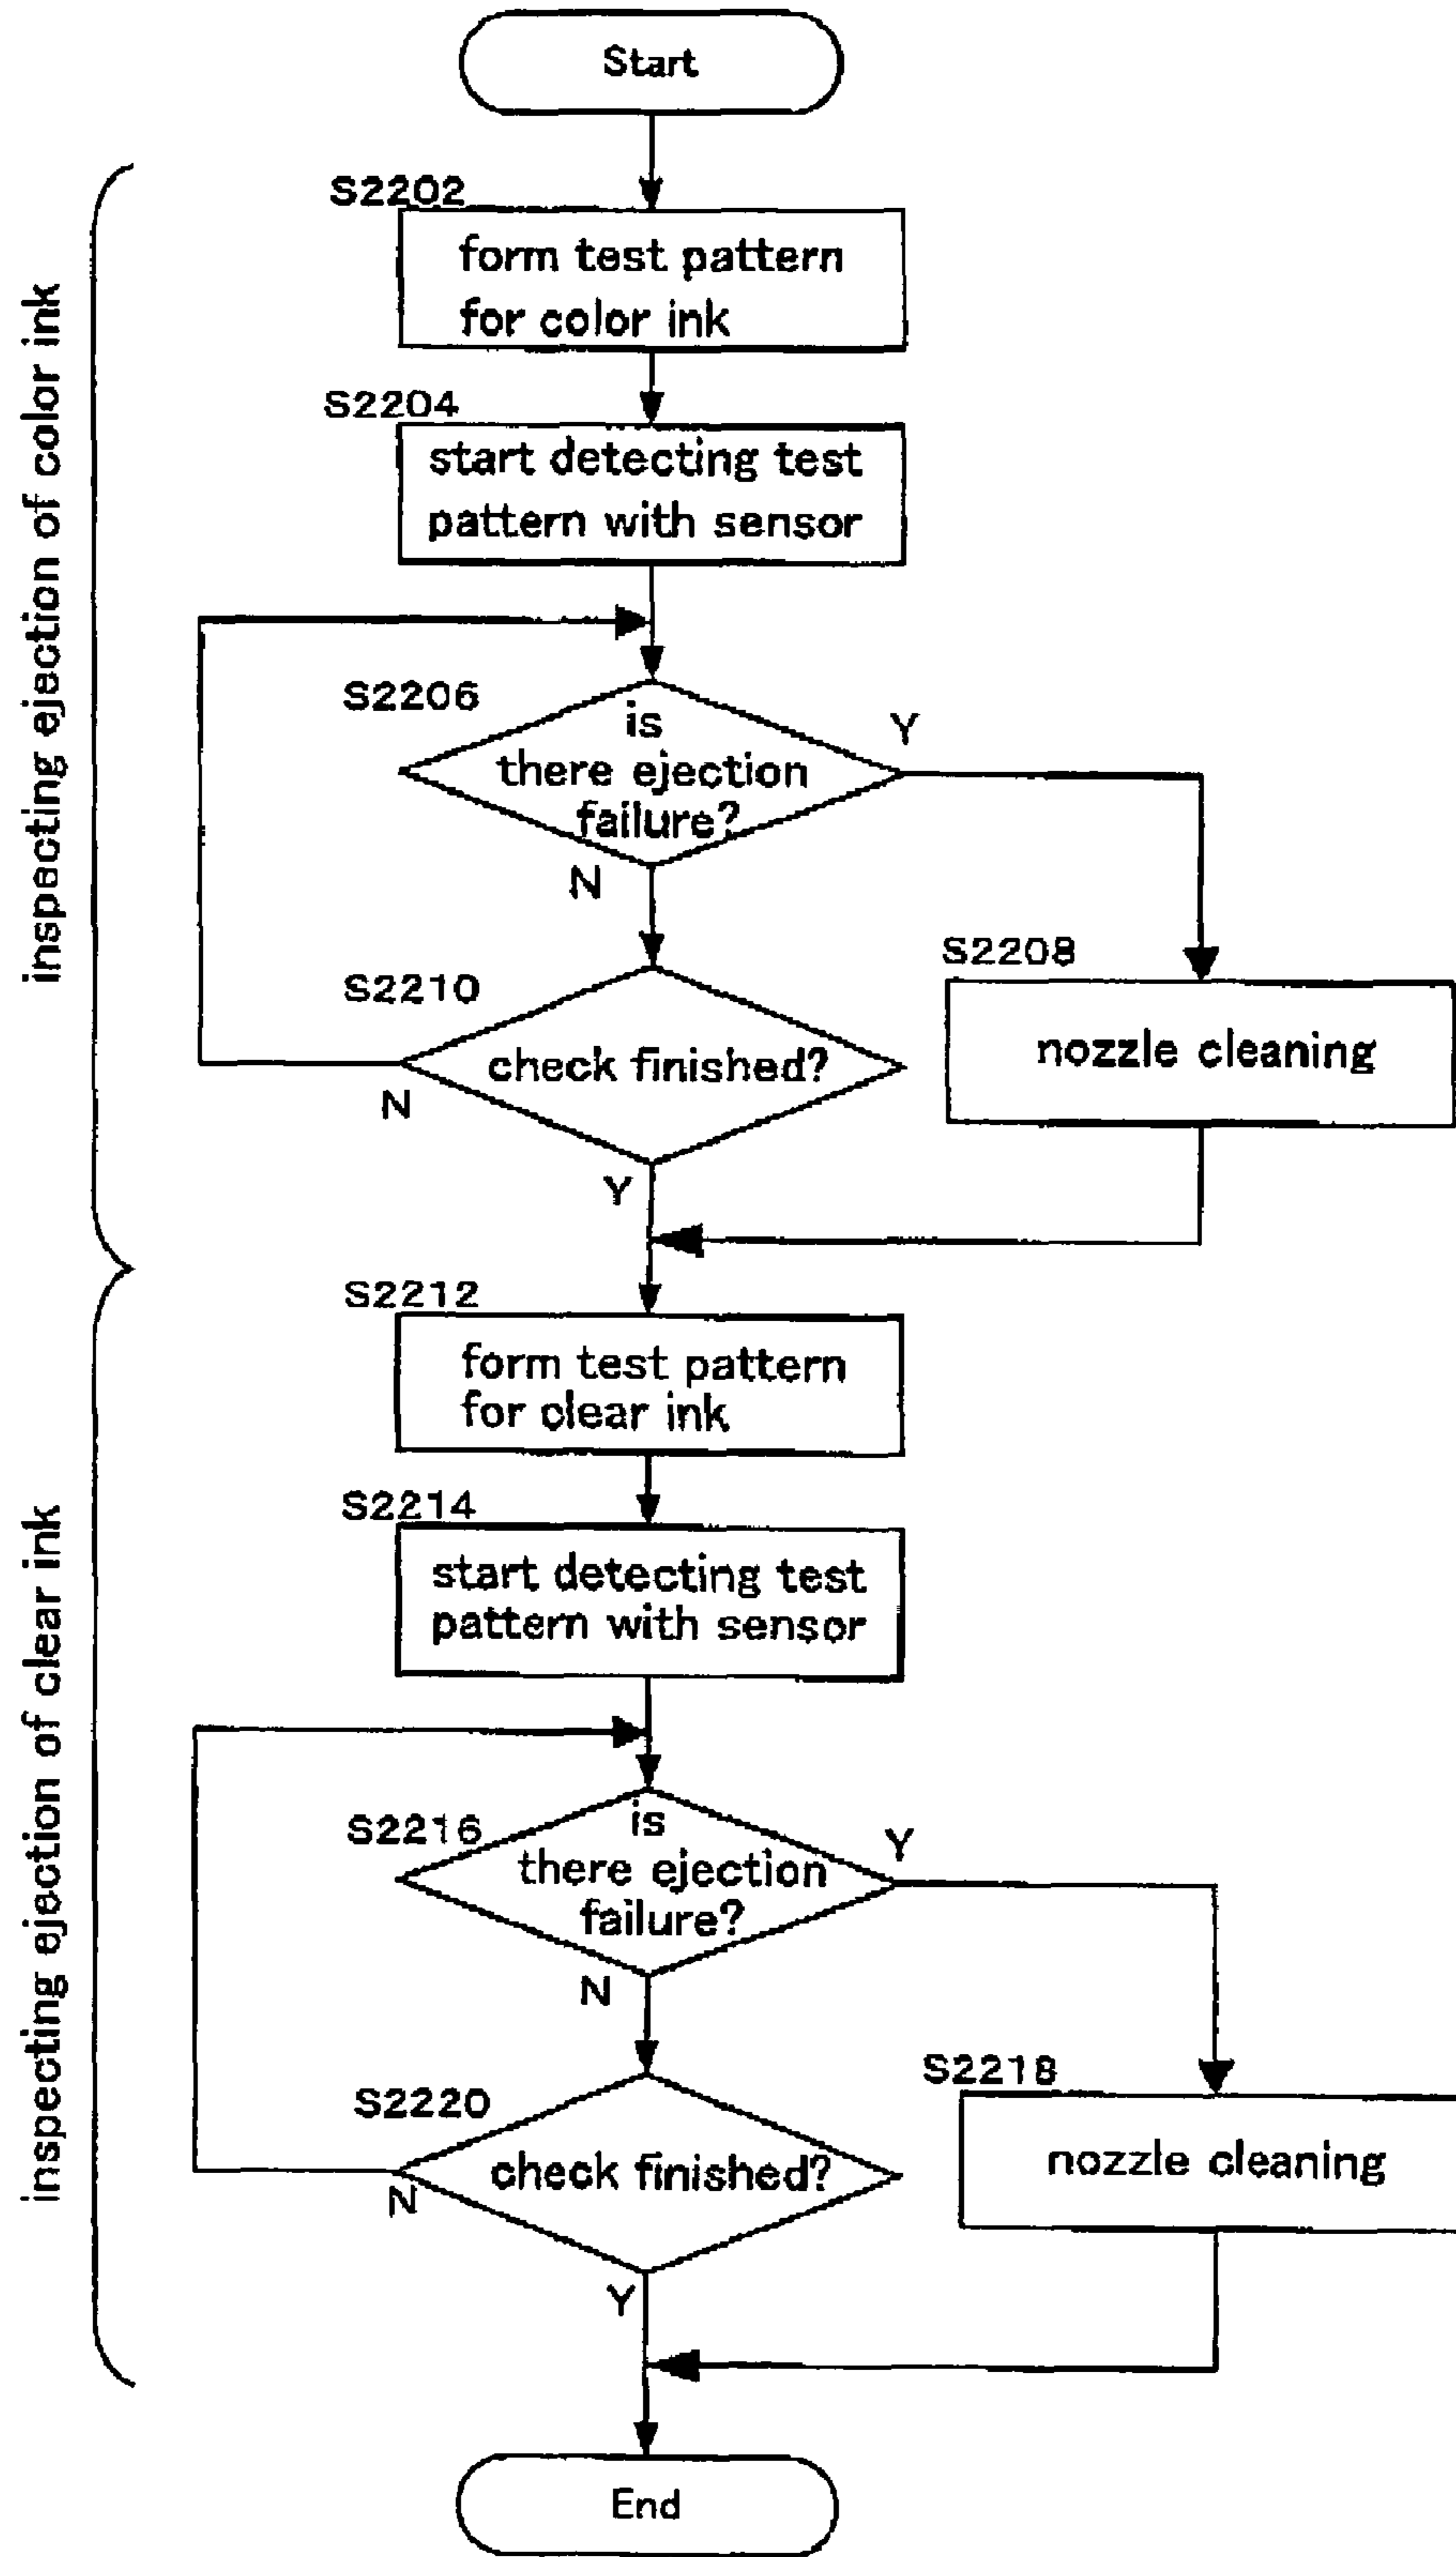 Start
S2202
form test pattern
for color ink
S2204
start detecting test
pattern with sensor
S2206
is
there ejection
failure?
Y
N
S2208
nozzle cleaning
S2210
check finished?
N
Y
S2212
form test pattern
for clear ink
S2214
start detecting test
pattern with sensor
S2216
is
there ejection
failure?
Y
N
S2218
nozzle cleaning
S2220
check finished?
N
Y
End
inspecting ejection of color ink
inspecting ejection of clear ink